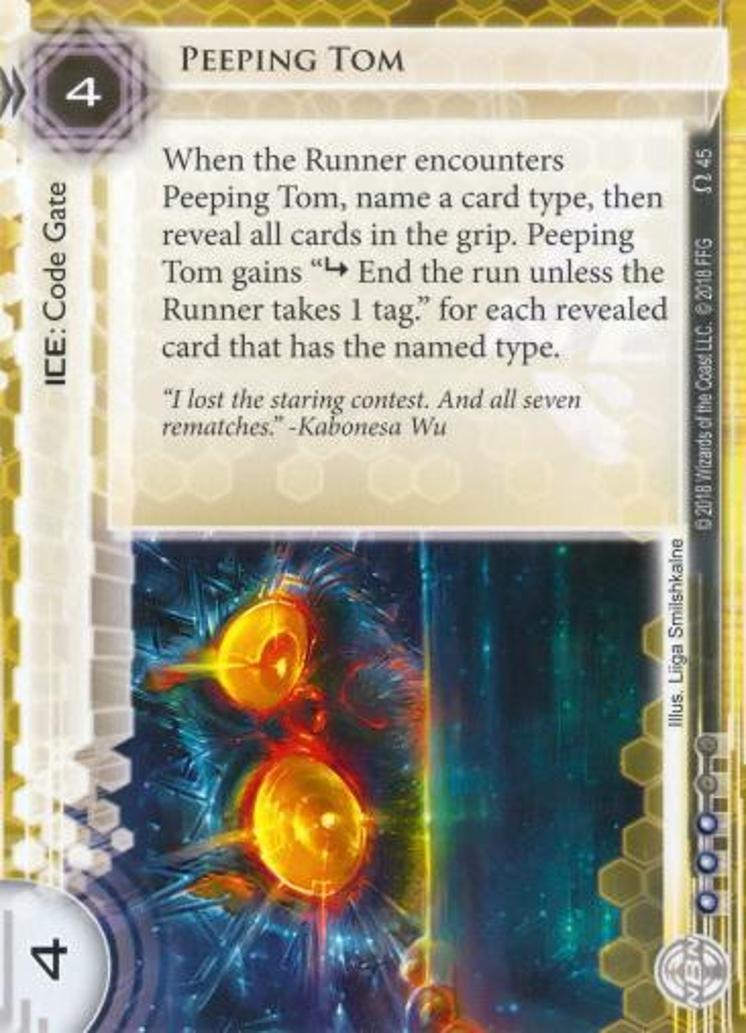 4
PEEPING TOM
ICE: Code Gate
When the Runner encounters
Peeping Tom, name a card type, then
reveal all cards in the grip. Peeping
Tom gains “↳ End the run unless the
Runner takes 1 tag.” for each revealed
card that has the named type.
“I lost the staring contest. And all seven
rematches.” -Kabonesa Wu
Illus. Liiga Smilshkalne
© 2018 Wizards of the Coast LLC. © 2018 FFG Ω 45
4
NBN